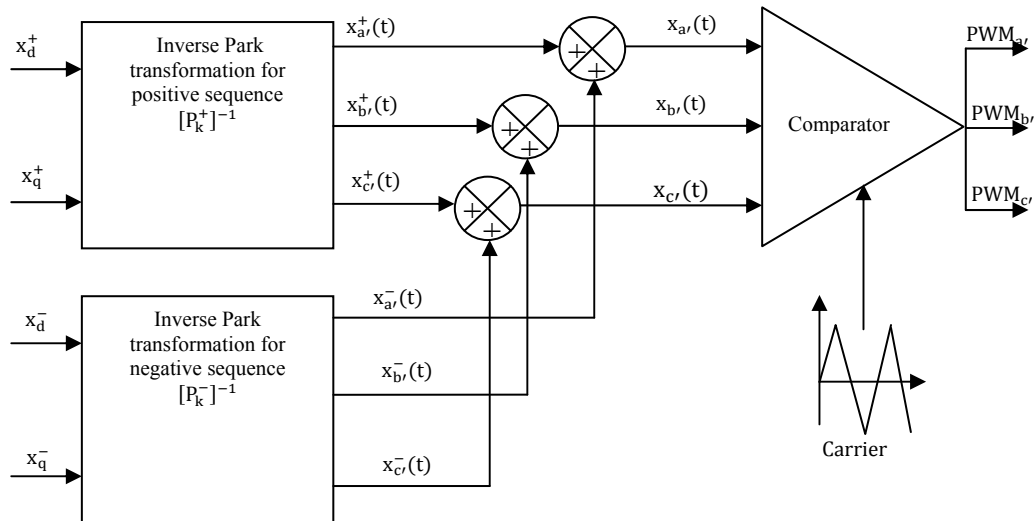 x_d^+
x_q^+
Inverse Park
transformation for
positive sequence
[P_k^+]^{−1}
x_{a′}^+(t)
x_{b′}^+(t)
x_{c′}^+(t)
+
+
+
+
+
+
x_{a′}(t)
x_{b′}(t)
x_{c′}(t)
Comparator
PWM_{a′}
PWM_{b′}
PWM_{c′}
x_d^−
x_q^−
Inverse Park
transformation for
negative sequence
[P_k^−]^{−1}
x_{a′}^−(t)
x_{b′}^−(t)
x_{c′}^−(t)
Carrier